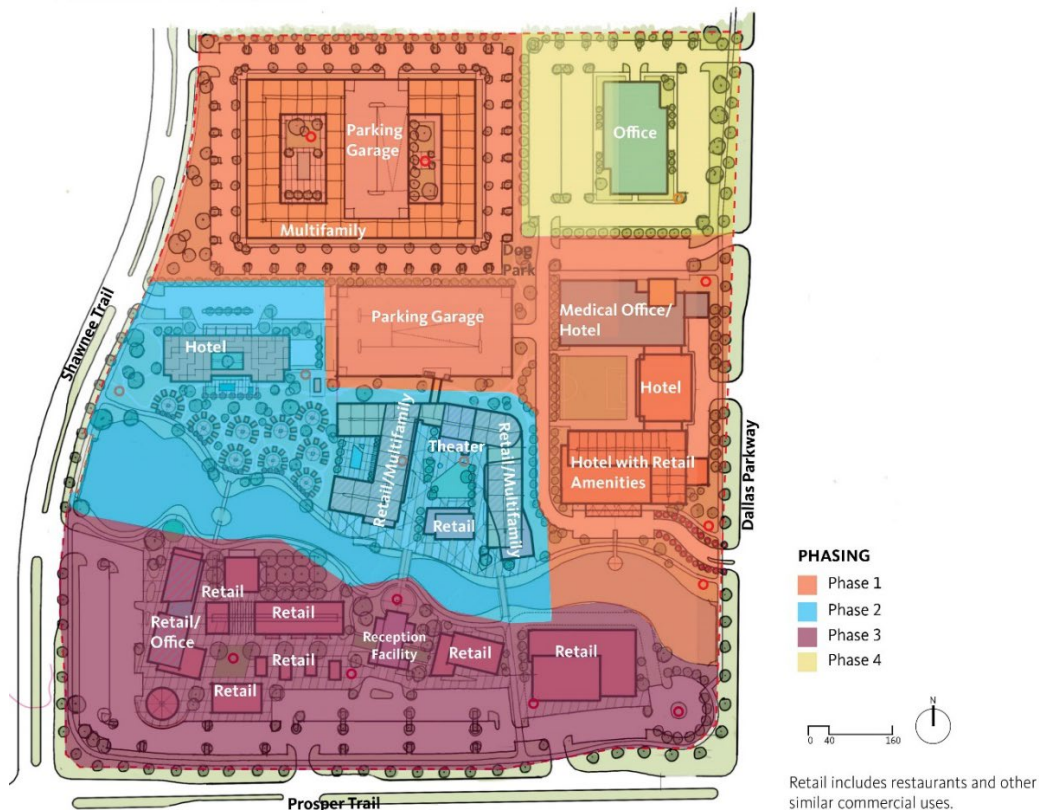 Parking
Garage
Office
Multifamily
Dog
Park
Shawnee Trail
Parking Garage
Medical Office/
Hotel
Hotel
Hotel
Retail/Multifamily
Theater
Retail/Multifamily
Hotel with Retail
Amenities
Dallas Parkway
Retail
Retail
Retail/
Office
Retail
Reception
Facility
Retail
Retail
Retail
Retail
Prosper Trail
PHASING
Phase 1
Phase 2
Phase 3
Phase 4
N
0 40 160
Retail includes restaurants and other
similar commercial uses.